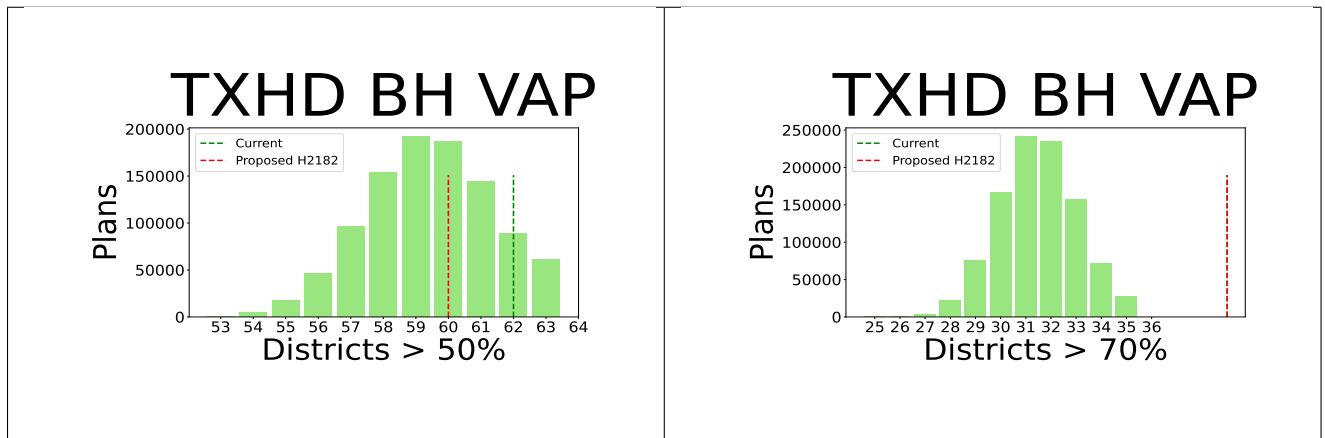 TXHD BH VAP
Current
Proposed H2182
Plans
200000
150000
100000
50000
0
53 54 55 56 57 58 59 60 61 62 63 64
Districts > 50%
TXHD BH VAP
Current
Proposed H2182
Plans
250000
200000
150000
100000
50000
0
25 26 27 28 29 30 31 32 33 34 35 36
Districts > 70%